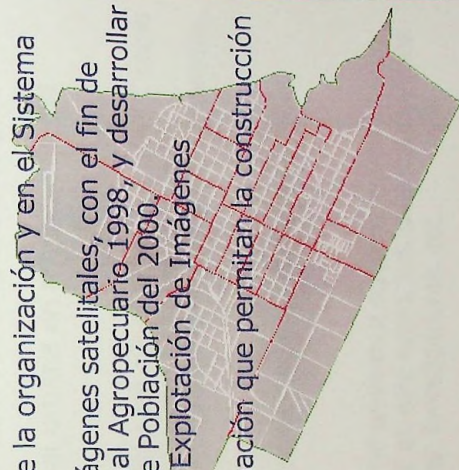 e la organización y en el Sistema
ágenes satelitales, con el fin de
al Agropecuario 1998, y desarrollar
e Población del 2000,
Explotación de Imágenes
ación que permitan la construcción